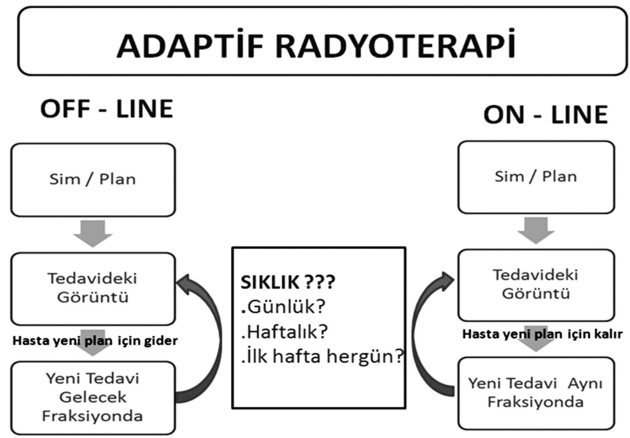 ADAPTİF RADYOTERAPİ
OFF - LINE
Sim / Plan
Tedavideki
Görüntü
Hasta yeni plan için gider
Yeni Tedavi
Gelecek
Fraksiyonda
SIKLIK ???
.Günlük?
.Haftalık?
.İlk hafta hergün?
ON - LINE
Sim / Plan
Tedavideki
Görüntü
Hasta yeni plan için kalır
Yeni Tedavi Aynı
Fraksiyonda